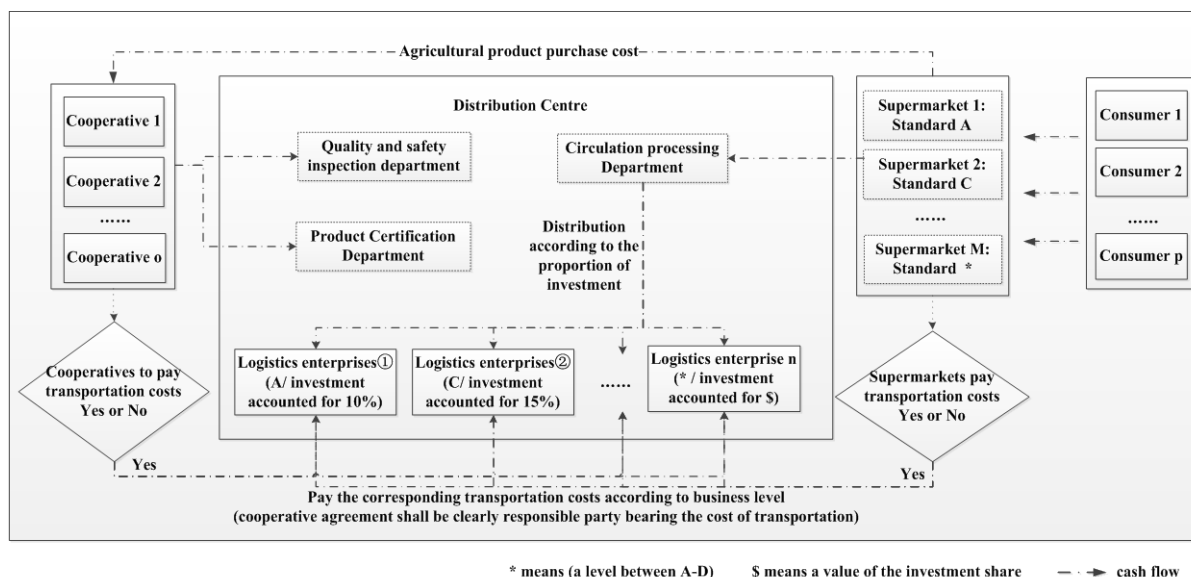 Agricultural product purchase cost
Cooperative 1
Cooperative 2
......
Cooperative o
Distribution Centre
Quality and safety
inspection department
Product Certification
Department
Circulation processing
Department
Distribution
according to the
proportion of
investment
Supermarket 1:
Standard A
Supermarket 2:
Standard C
......
Supermarket M:
Standard *
Consumer 1
Consumer 2
......
Consumer p
Cooperatives to pay
transportation costs
Yes or No
Logistics enterprises①
(A/ investment
accounted for 10%)
Logistics enterprises②
(C/ investment
accounted for 15%)
......
Logistics enterprise n
(* / investment
accounted for $)
Supermarkets pay
transportation costs
Yes or No
Yes
Yes
Pay the corresponding transportation costs according to business level
(cooperative agreement shall be clearly responsible party bearing the cost of transportation)
* means (a level between A-D) $ means a value of the investment share cash flow